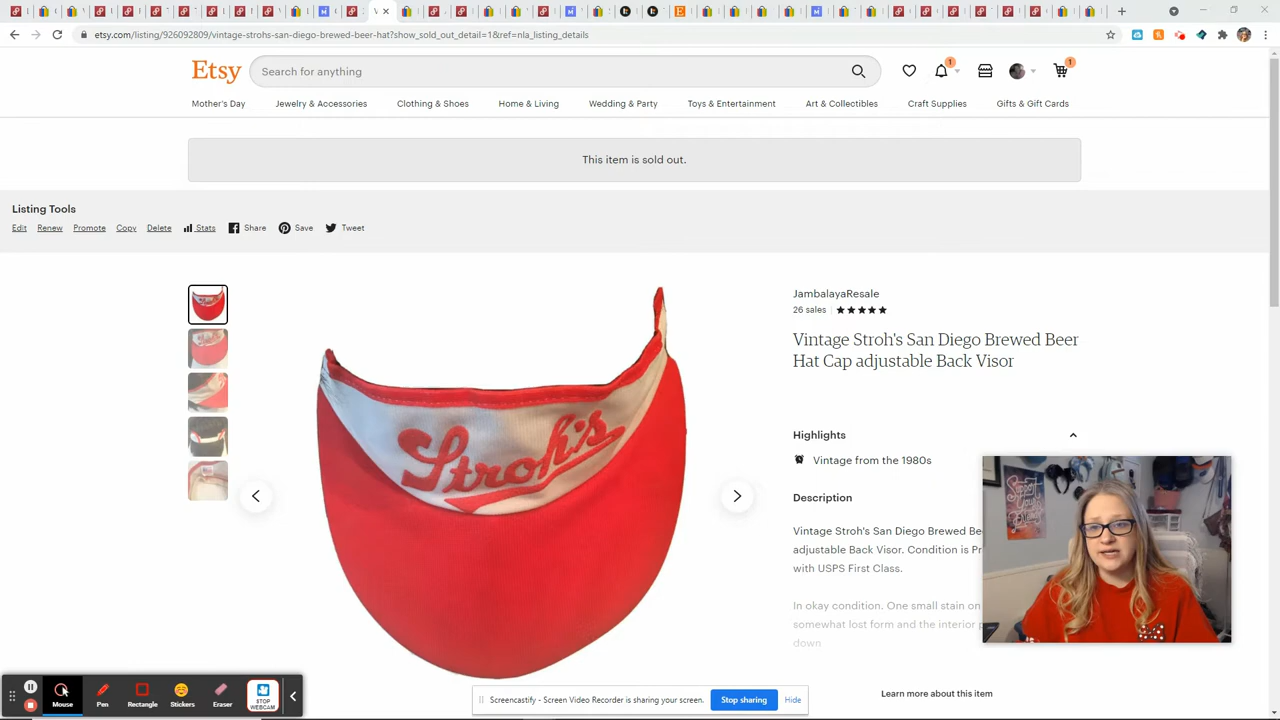 etsy.com/listing/926092809/vintage-strohs-san-diego-brewed-beer-hat?show_sold_out_detail=1&ref=nla_listing_details
Etsy
Search for anything
1
1
Mother's Day
Jewelry & Accessories
Clothing & Shoes
Home & Living
Wedding & Party
Toys & Entertainment
Art & Collectibles
Craft Supplies
Gifts & Gift Cards
This item is sold out.
Listing Tools
Edit
Renew
Promote
Copy
Delete
Stats
Share
Save
Tweet
JambalayaResale
26 sales
Vintage Stroh's San Diego Brewed Beer
Hat Cap adjustable Back Visor
Stroh's
Highlights
Vintage from the 1980s
Description
Vintage Stroh's San Diego Brewed Be
adjustable Back Visor. Condition is Pr
with USPS First Class.
In okay condition. One small stain on
somewhat lost form and the interior p
down
Support
Learn more about this item
Mouse
Pen
Rectangle
Stickers
Eraser
STOP
WEBCAM
Screencastify - Screen Video Recorder is sharing your screen.
Stop sharing
Hide